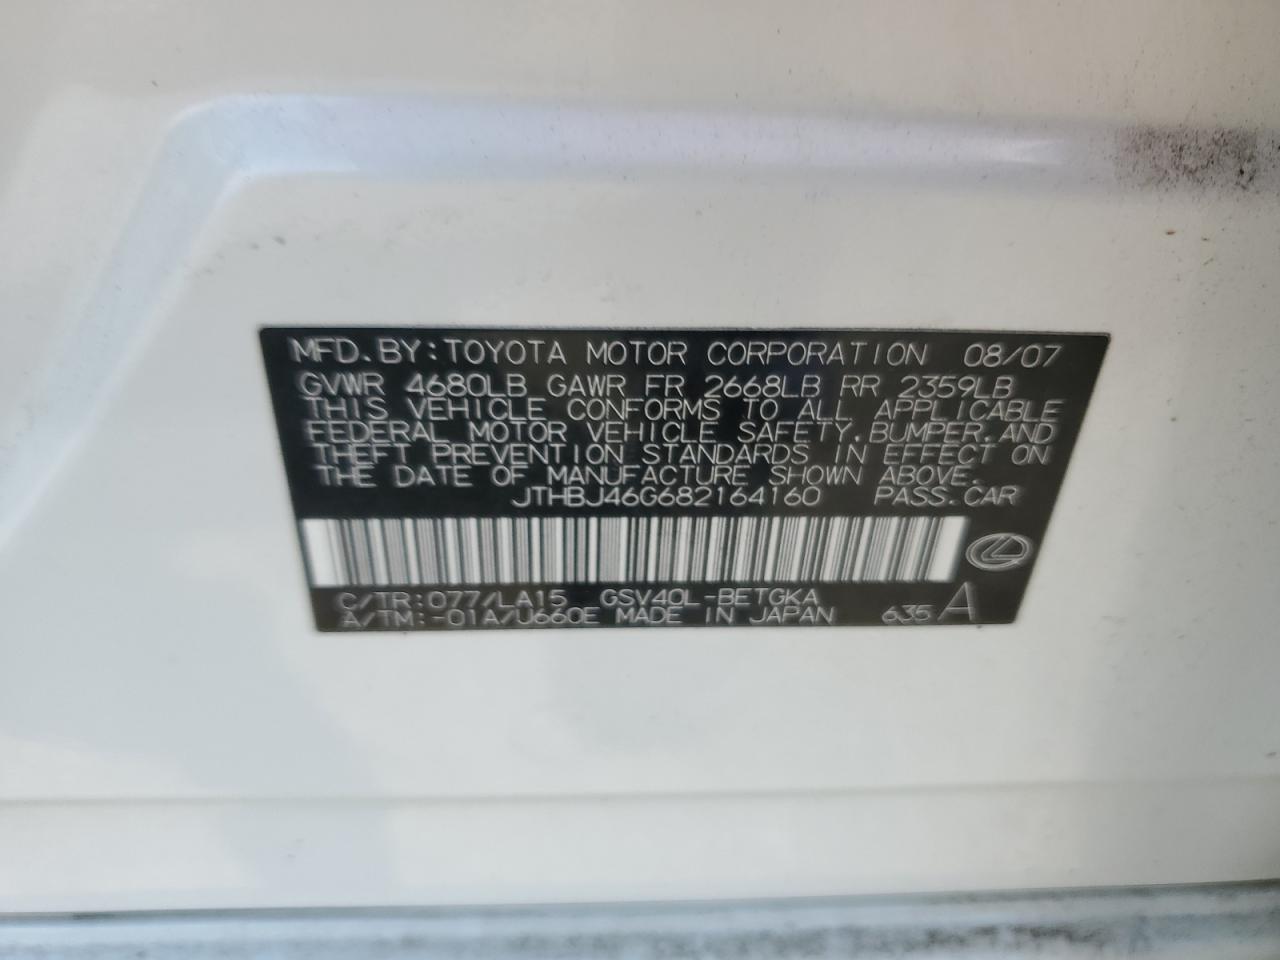 MFD.BY:TOYOTA MOTOR CORPORATION 08/07
GVWR 4680LB GAWR FR 2668LB RR 2359LB
THIS VEHICLE CONFORMS TO ALL APPLICABLE
FEDERAL MOTOR VEHICLE SAFETY,BUMPER,AND
THEFT PREVENTION STANDARDS IN EFFECT ON
THE DATE OF MANUFACTURE SHOWN ABOVE.
JTHBJ46G682164160 PASS.CAR
C/TR:077/LA15 GSV40L-BETGKA
A/TM:-01A/U660E MADE IN JAPAN 635 A